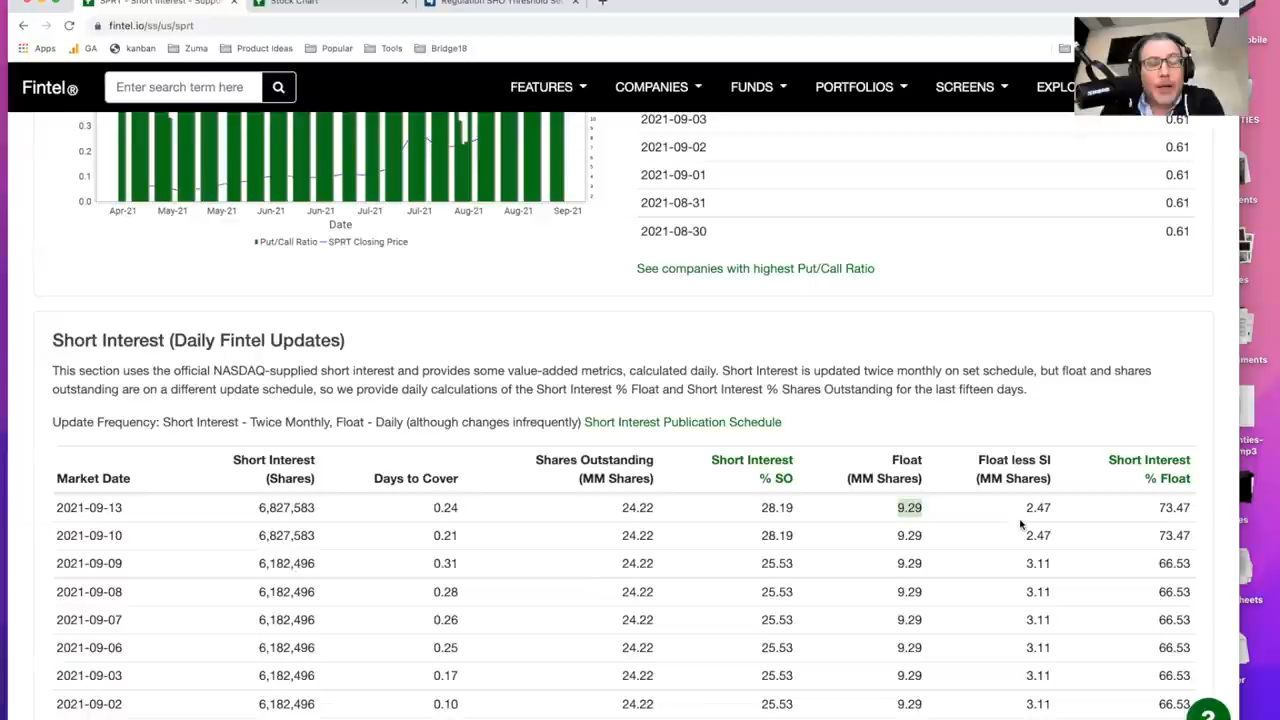 SPRT - Short Interest - Suppo
Stock Chart
Regulation SHO Threshold Se
fintel.io/ss/us/sprt
Apps GA kanban Zuma Product Ideas Popular Tools Bridge18
Fintel® Enter search term here FEATURES COMPANIES FUNDS PORTFOLIOS SCREENS EXPLO
0.3
0.2
0.1
0.0
Apr-21 May-21 May-21 Jun-21 Jun-21 Jul-21 Jul-21 Aug-21 Aug-21 Sep-21
Date
Put/Call Ratio SPRT Closing Price
2021-09-03 0.61
2021-09-02 0.61
2021-09-01 0.61
2021-08-31 0.61
2021-08-30 0.61
See companies with highest Put/Call Ratio
Short Interest (Daily Fintel Updates)
This section uses the official NASDAQ-supplied short interest and provides some value-added metrics, calculated daily. Short Interest is updated twice monthly on set schedule, but float and shares
outstanding are on a different update schedule, so we provide daily calculations of the Short Interest % Float and Short Interest % Shares Outstanding for the last fifteen days.
Update Frequency: Short Interest - Twice Monthly, Float - Daily (although changes infrequently) Short Interest Publication Schedule
Short Interest Shares Outstanding Short Interest Float Float less SI Short Interest
Market Date (Shares) Days to Cover (MM Shares) % SO (MM Shares) (MM Shares) % Float
2021-09-13 6,827,583 0.24 24.22 28.19 9.29 2.47 73.47
2021-09-10 6,827,583 0.21 24.22 28.19 9.29 2.47 73.47
2021-09-09 6,182,496 0.31 24.22 25.53 9.29 3.11 66.53
2021-09-08 6,182,496 0.28 24.22 25.53 9.29 3.11 66.53
2021-09-07 6,182,496 0.26 24.22 25.53 9.29 3.11 66.53
2021-09-06 6,182,496 0.25 24.22 25.53 9.29 3.11 66.53
2021-09-03 6,182,496 0.17 24.22 25.53 9.29 3.11 66.53
2021-09-02 6,182,496 0.10 24.22 25.53 9.29 3.11 66.53